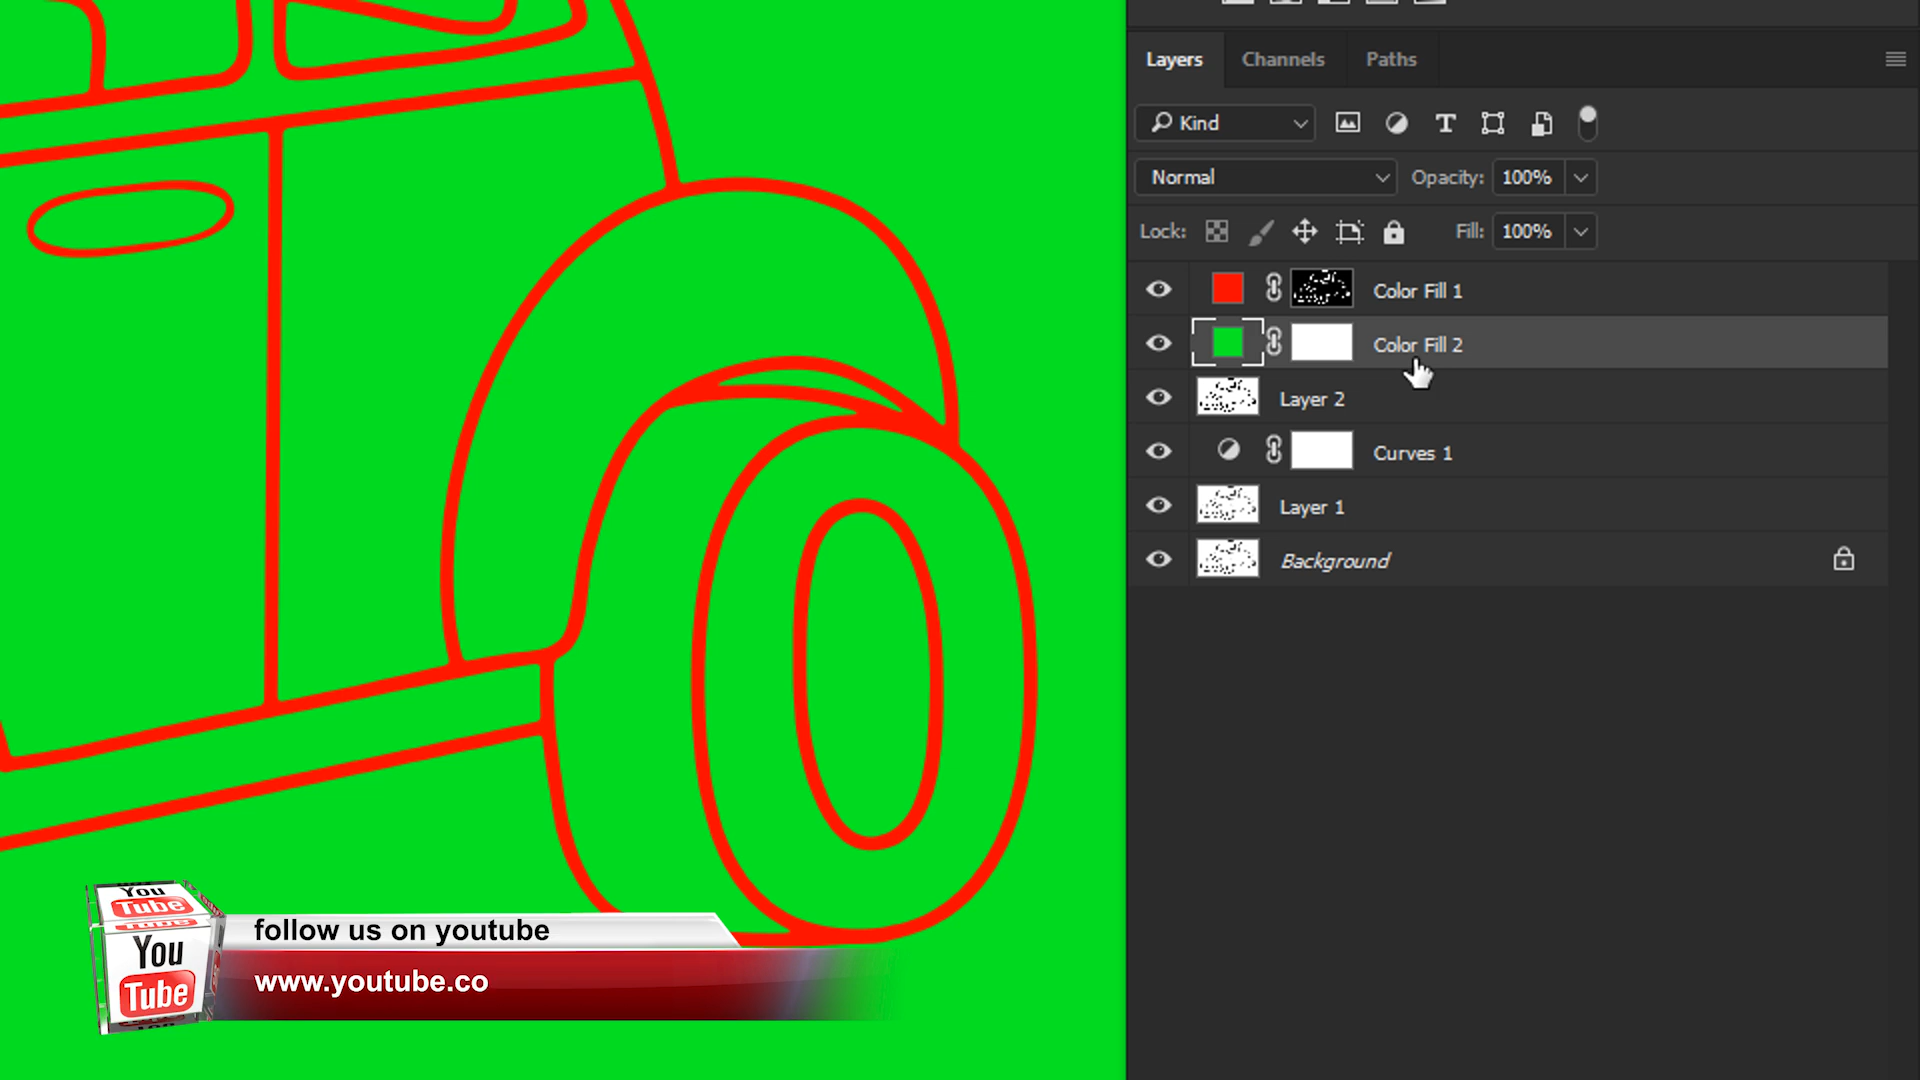 Layers Channels Paths
Kind
Normal Opacity: 100%
Lock: Fill: 100%
Color Fill 1
Color Fill 2
Layer 2
Curves 1
Layer 1
Background
You
Tube
Tube
You
Tube
follow us on youtube
www.youtube.co